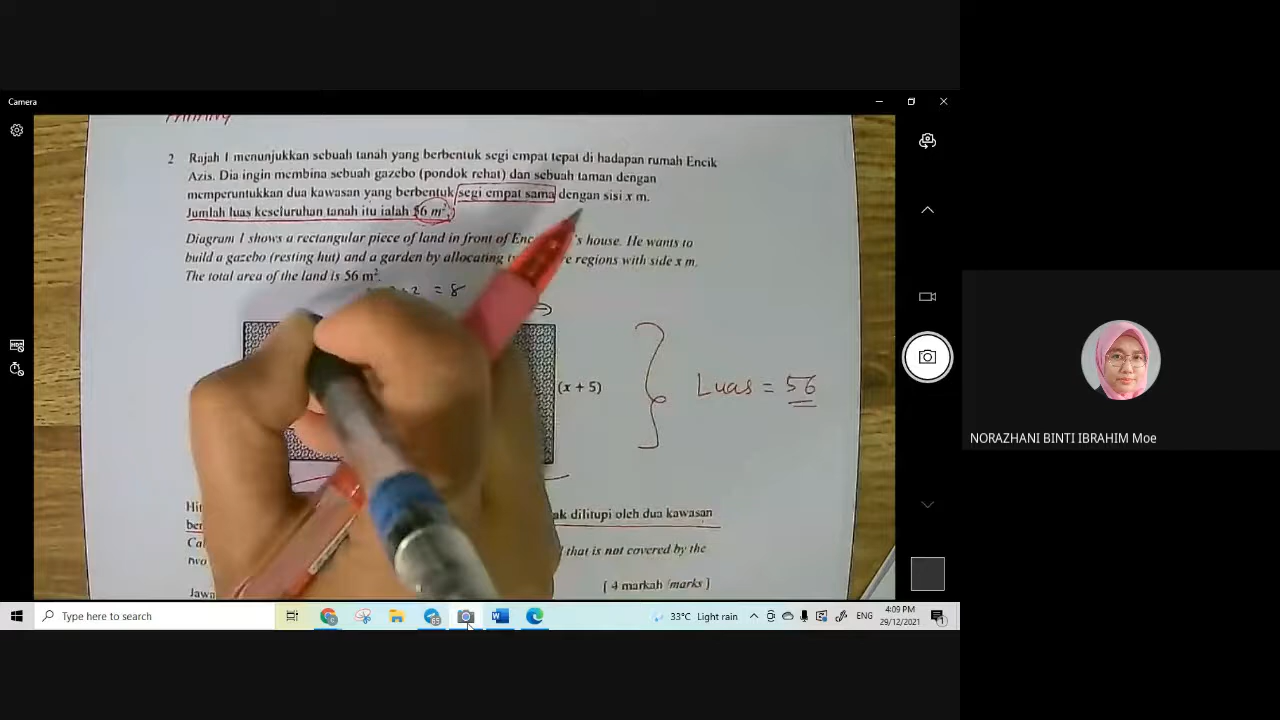 Camera
2 Rajah 1 menunjukkan sebuah tanah yang berbentuk segi empat tepat di hadapan rumah Encik
Azis. Dia ingin membina sebuah gazebo (pondok rehat) dan sebuah taman dengan
memperuntukkan dua kawasan yang berbentuk segi empat sama dengan sisi x m.
Jumlah luas keseluruhan tanah itu ialah 56 m².
Diagram 1 shows a rectangular piece of land in front of Enc 's house. He wants to
build a gazebo (resting hut) and a garden by allocating re regions with side x m.
The total area of the land is 56 m².
= 8
(x + 5)
Luas = 56
ak dilitupi oleh dua kawasan
that is not covered by the
two
[ 4 markah /marks ]
Jawa
NORAZHANI BINTI IBRAHIM Moe
Type here to search
33°C Light rain
ENG
4:09 PM
29/12/2021